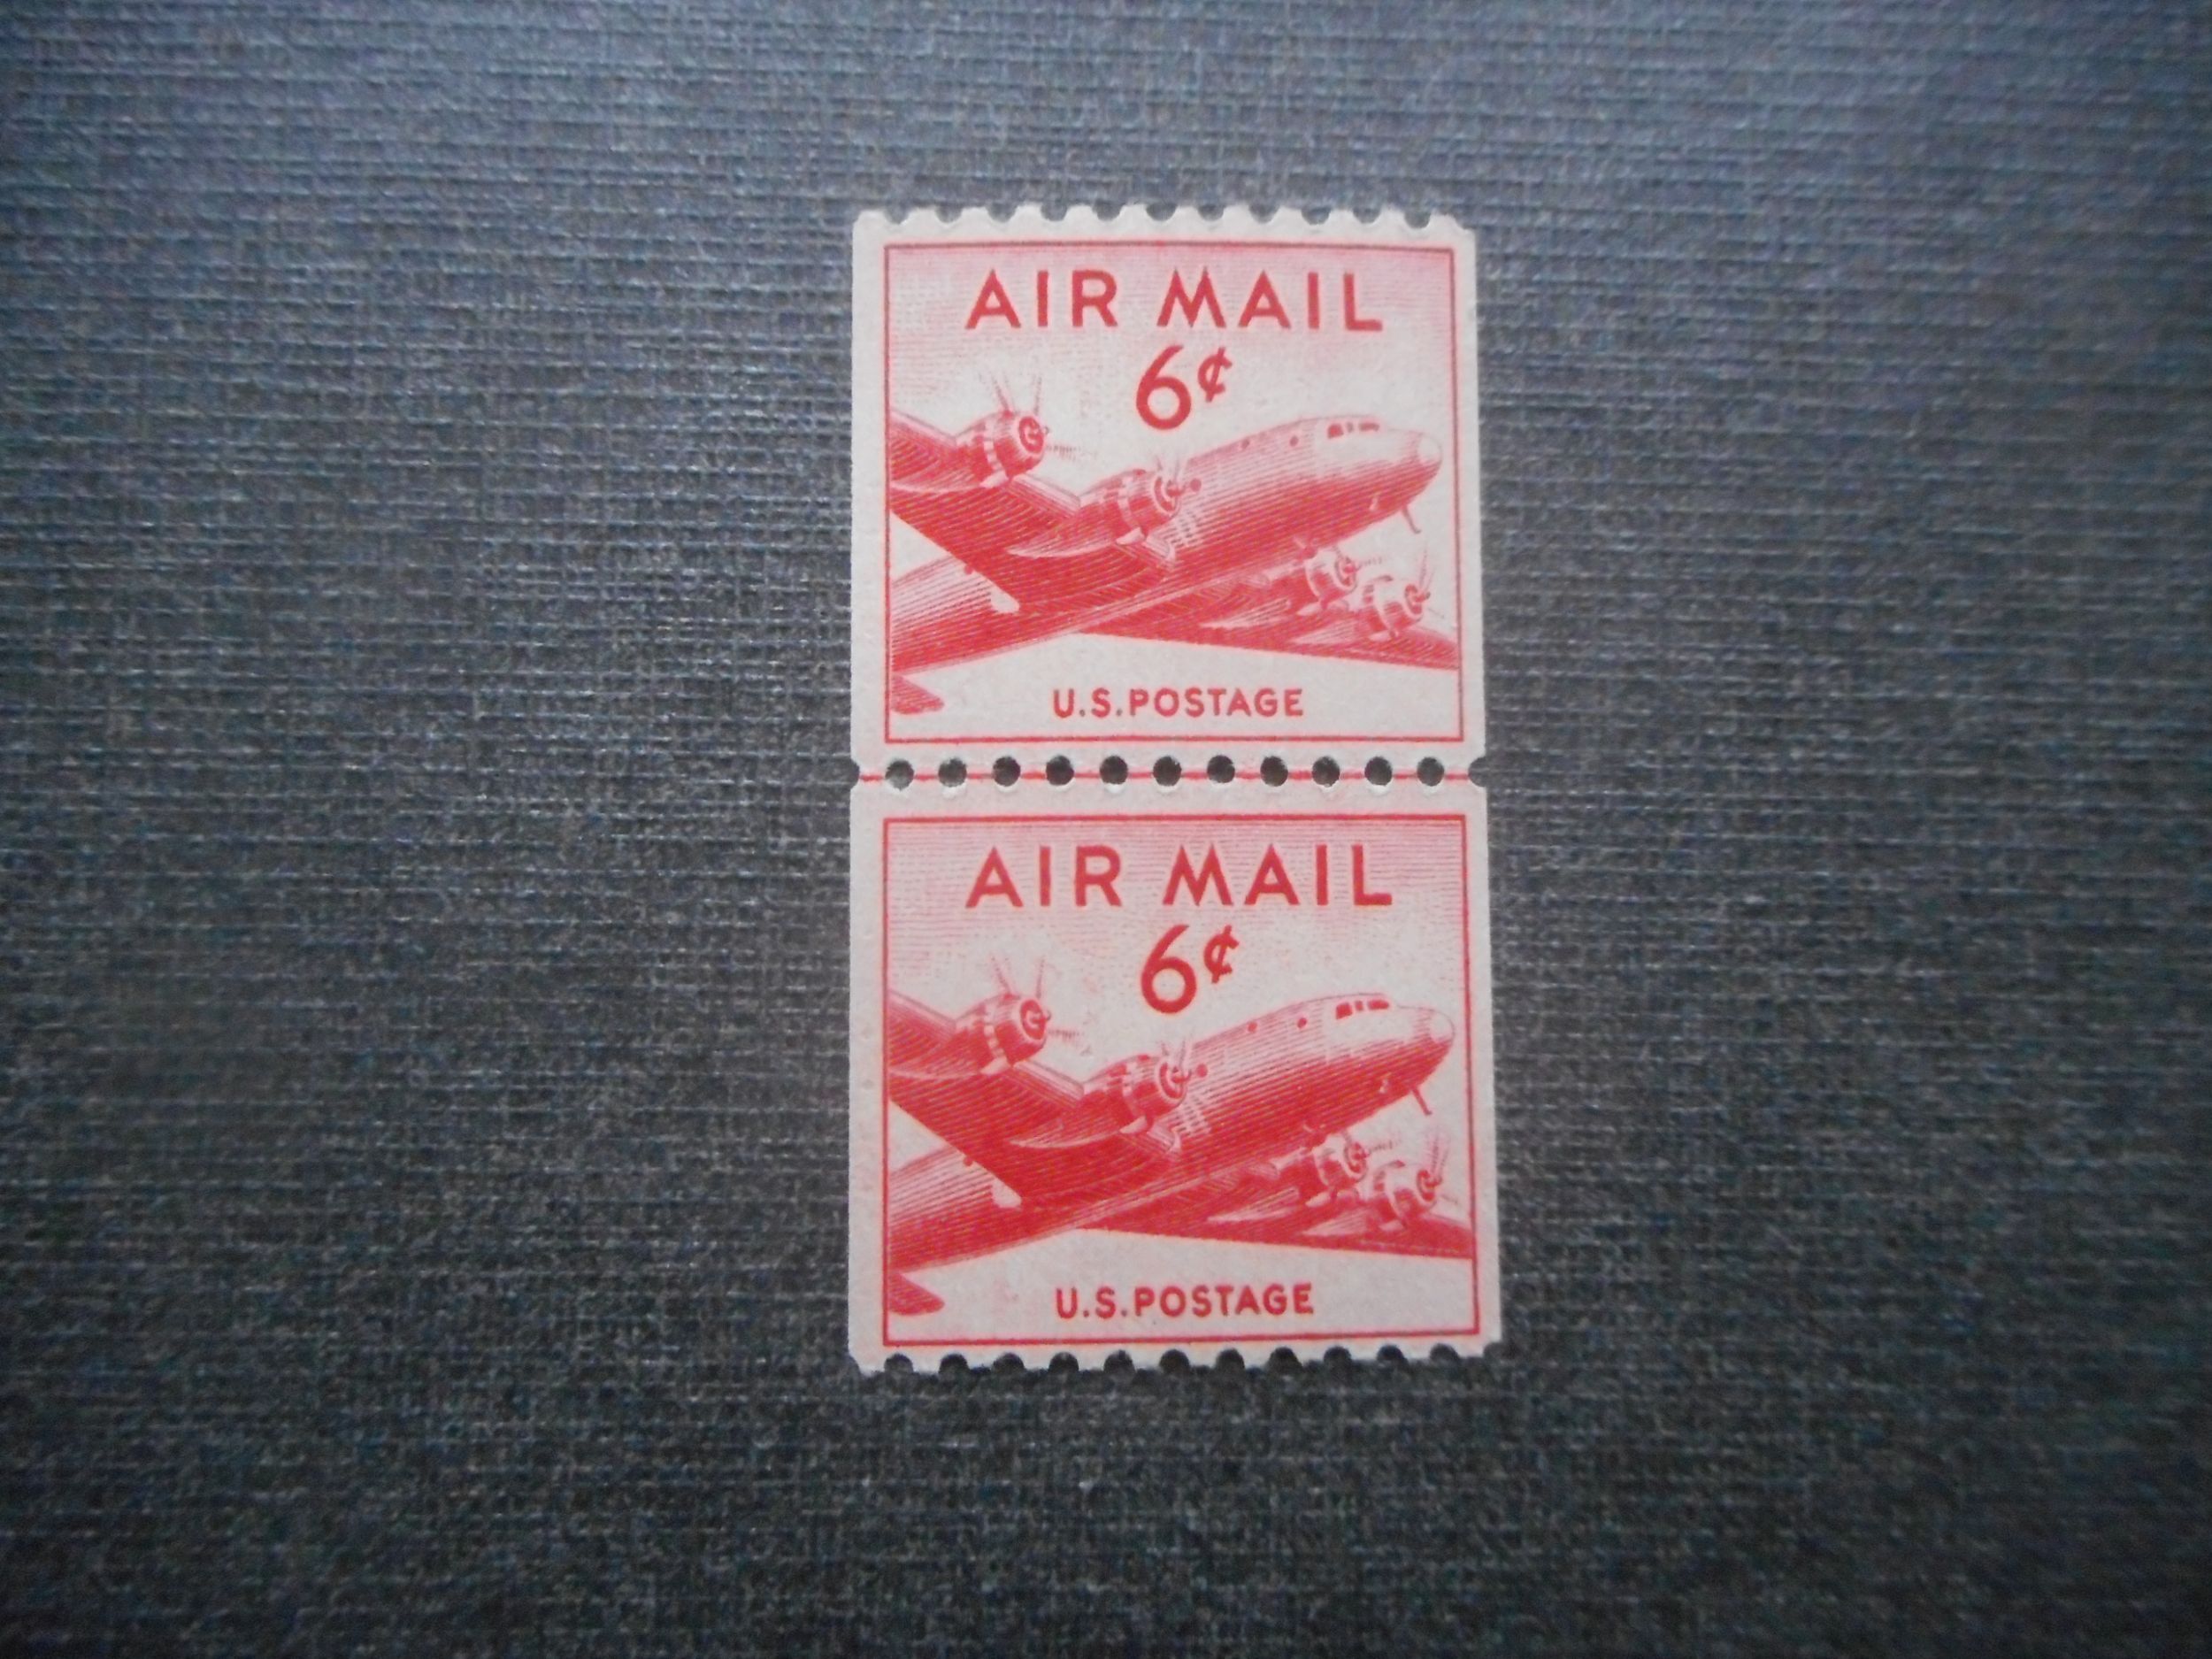 AIR MAIL
6¢
U.S. POSTAGE
AIR MAIL
6¢
U.S. POSTAGE